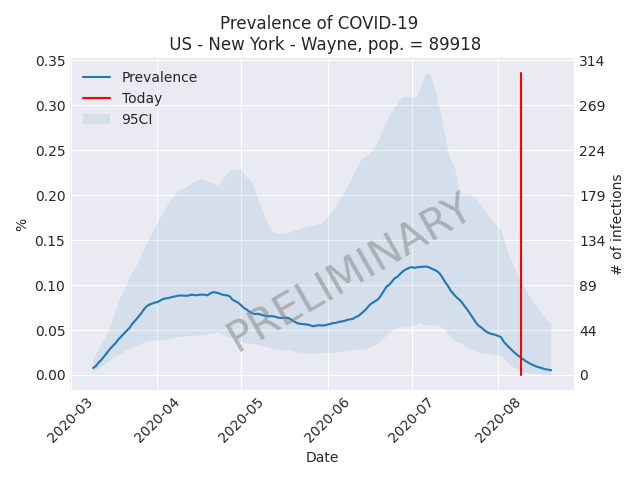 Prevalence of COVID-19
US - New York - Wayne, pop. = 89918
Prevalence
Today
95CI
0.35
0.30
0.25
0.20
0.15
0.10
0.05
0.00
%
314
269
224
179
134
89
44
0
# of infections
PRELIMINARY
2020-03
2020-04
2020-05
2020-06
2020-07
2020-08
Date